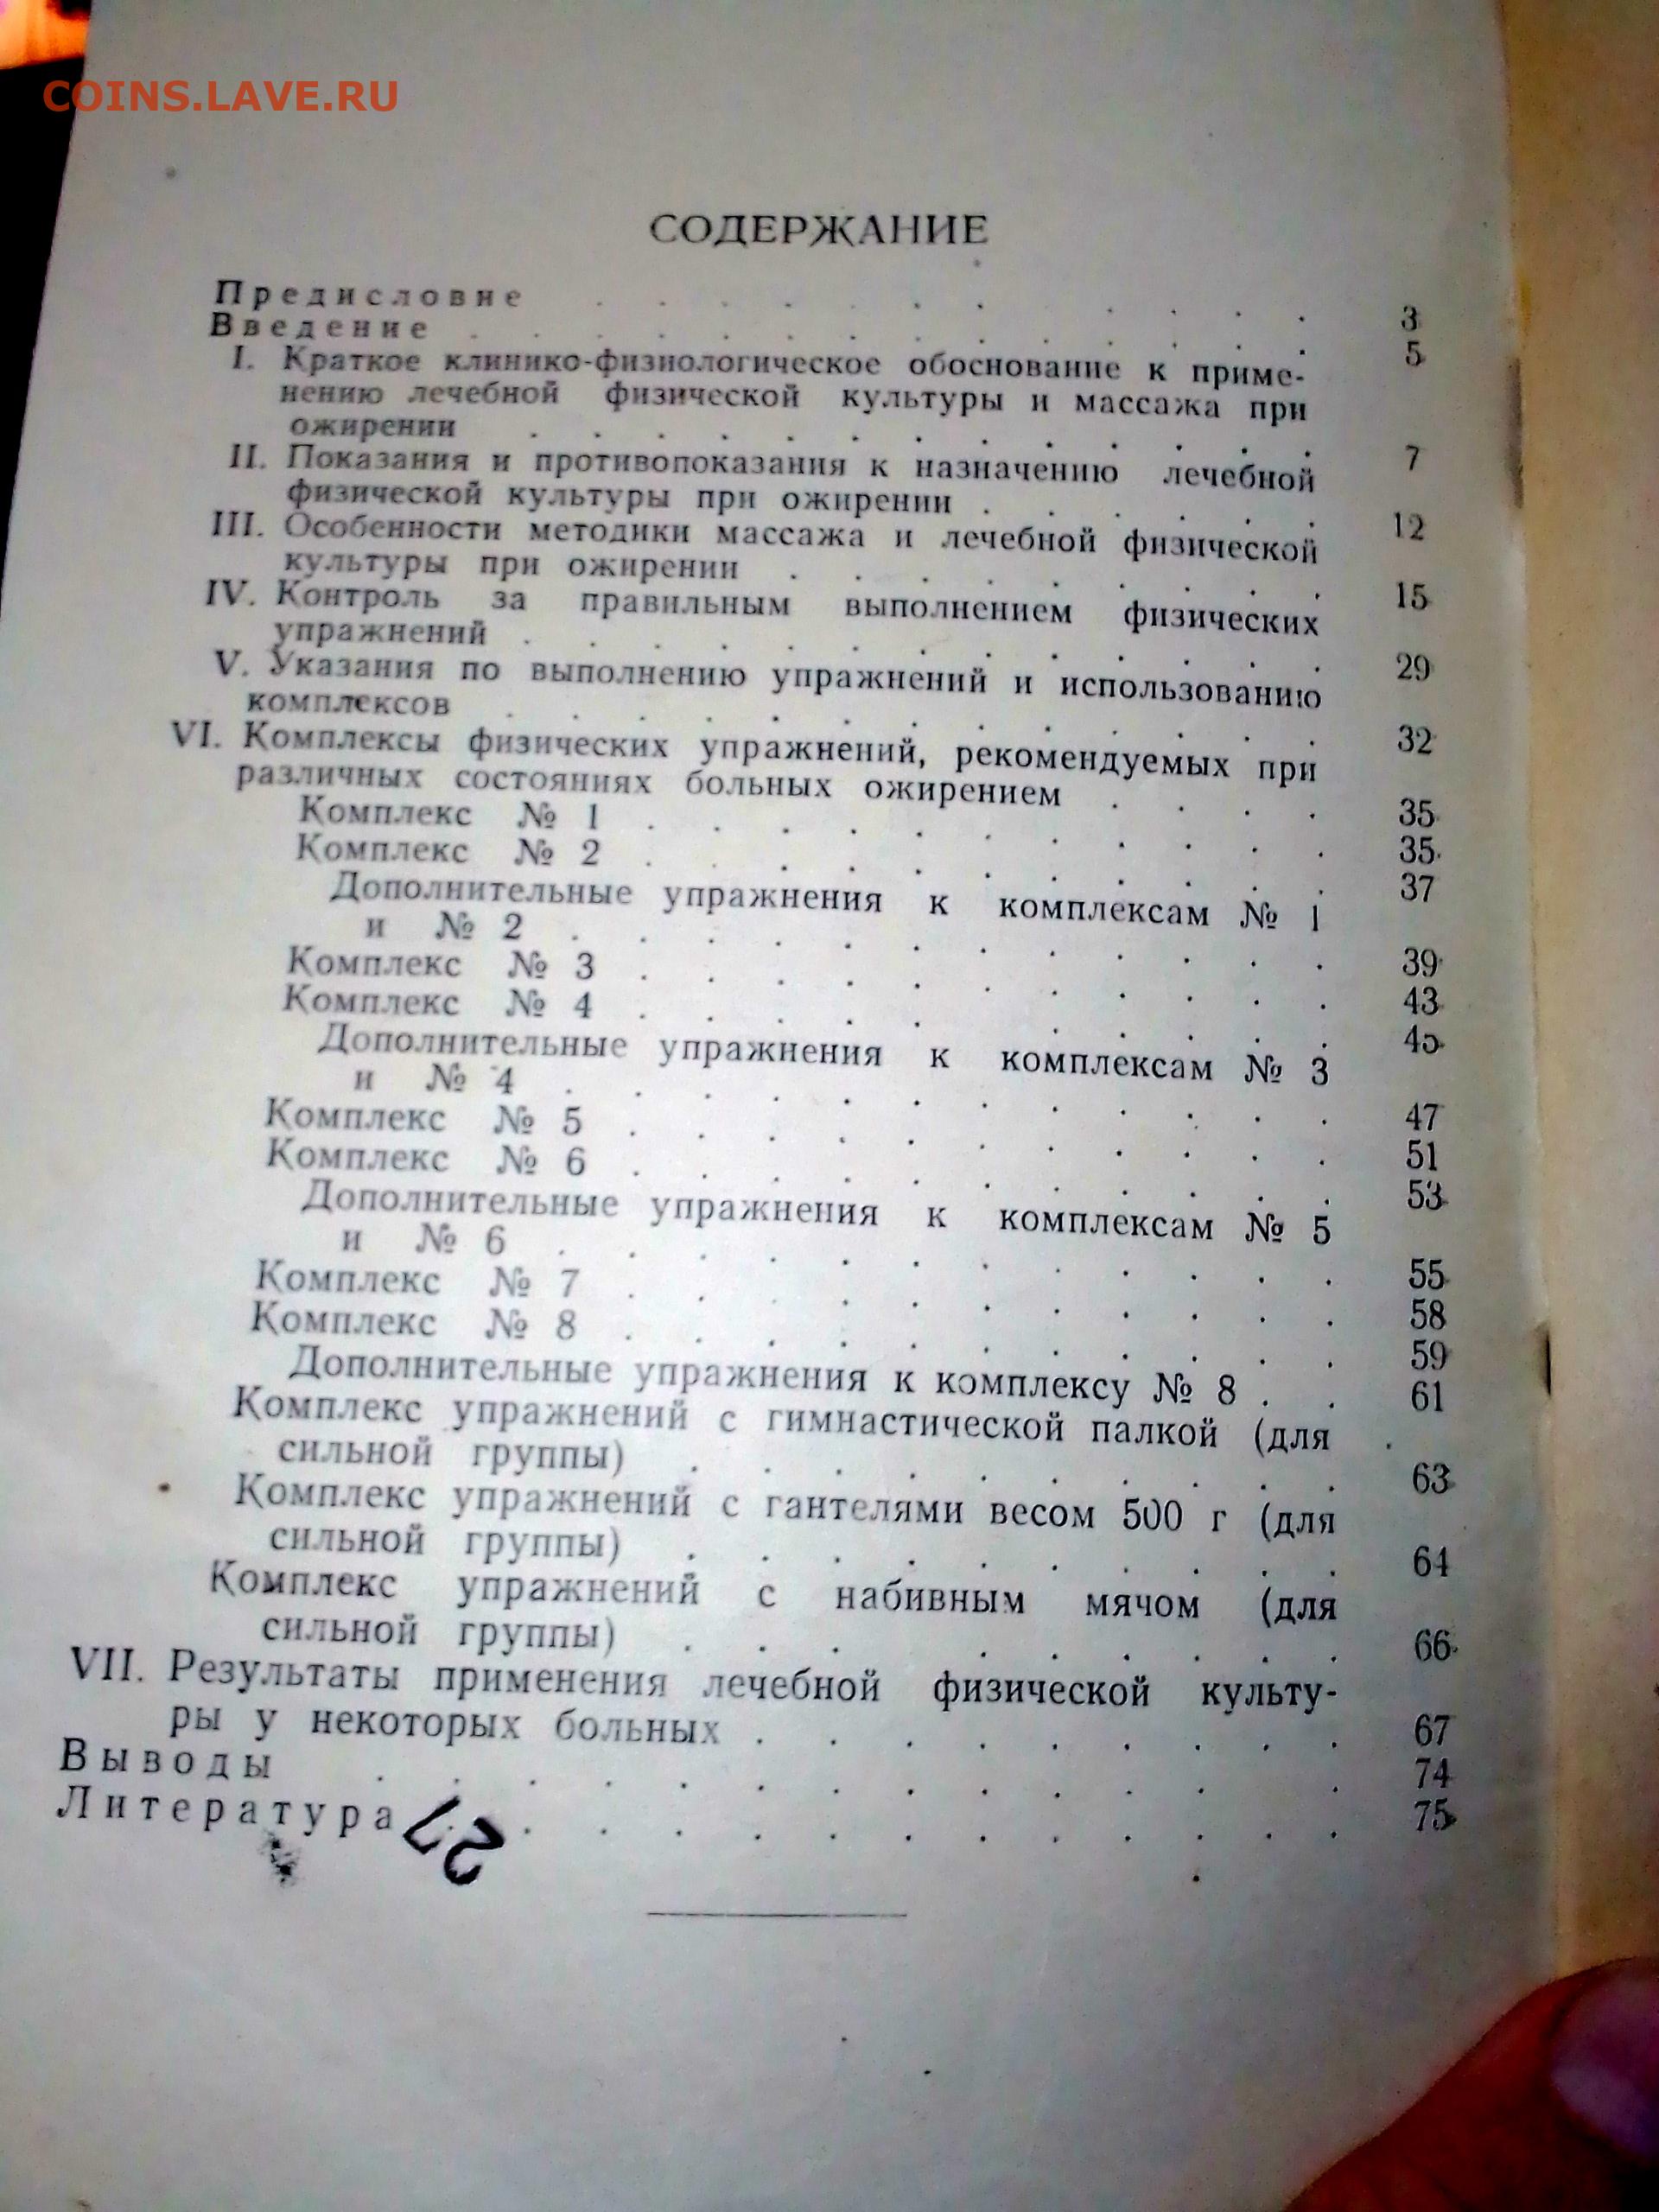 COINS.LAVE.RU
СОДЕРЖАНИЕ
Предисловие . . . . . . . . . . 3
Введение . . . . . . . . . . . . . 5
I. Краткое клинико-физиологическое обоснование к приме-
нению лечебной физической культуры и массажа при
ожирении . . . . . . . . . . . . . 7
II. Показания и противопоказания к назначению лечебной
физической культуры при ожирении . . . . . . 12
III. Особенности методики массажа и лечебной физической
культуры при ожирении . . . . . . . . . 15
IV. Контроль за правильным выполнением физических
упражнений . . . . . . . . . . . . . 29
V. Указания по выполнению упражнений и использованию
комплексов . . . . . . . . . . . . . 32
VI. Комплексы физических упражнений, рекомендуемых при
различных состояниях больных ожирением . . . . 35
Комплекс № 1 . . . . . . . . . . . 35
Комплекс № 2 . . . . . . . . . . . 37
Дополнительные упражнения к комплексам № 1
и № 2 . . . . . . . . . . . . 39
Комплекс № 3 . . . . . . . . . . . 43
Комплекс № 4 . . . . . . . . . . 45
Дополнительные упражнения к комплексам № 3
и № 4 . . . . . . . . . . . . 47
Комплекс № 5 . . . . . . . . . . . 51
Комплекс № 6 . . . . . . . . . . . 53
Дополнительные упражнения к комплексам № 5
и № 6 . . . . . . . . . . . . 55
Комплекс № 7 . . . . . . . . . . . 58
Комплекс № 8 . . . . . . . . . . . 59
Дополнительные упражнения к комплексу № 8 . . 61
Комплекс упражнений с гимнастической палкой (для
сильной группы) . . . . . . . . . . 63
Комплекс упражнений с гантелями весом 500 г (для
сильной группы) . . . . . . . . . . 64
Комплекс упражнений с набивным мячом (для
сильной группы) . . . . . . . . . 66
VII. Результаты применения лечебной физической культу-
ры у некоторых больных . . . . . . . . . 67
Выводы . . . . . . . . . . . . . . 74
Литература . . . . . . . . . . . . . . 75
27